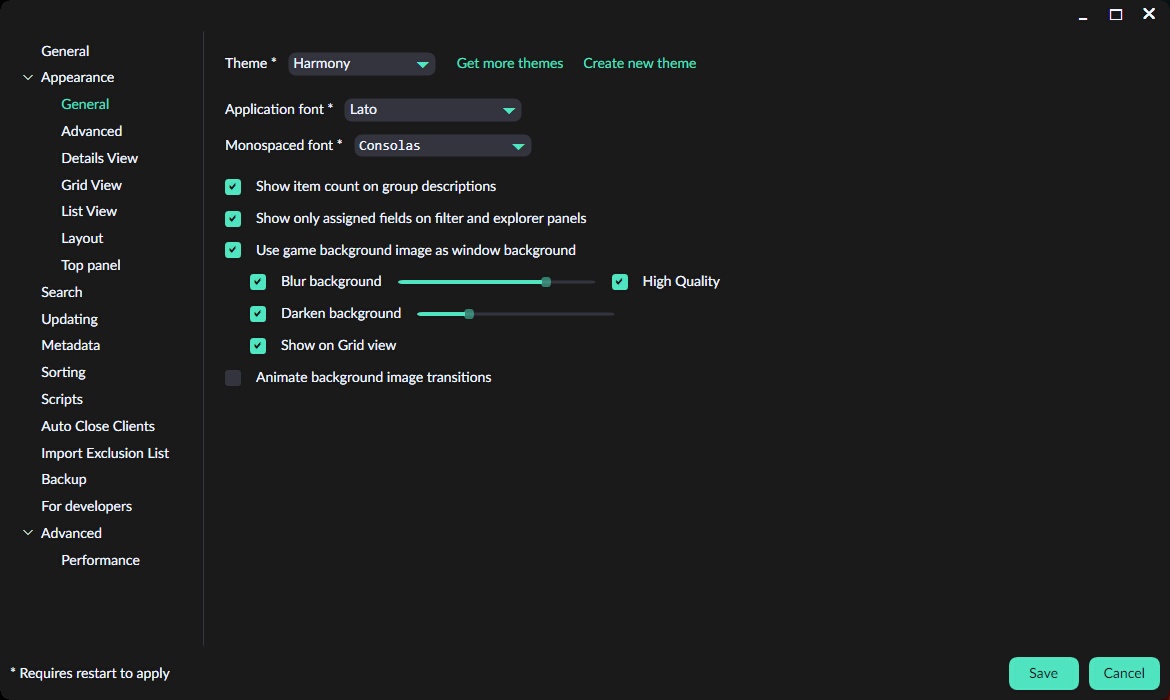 General
Appearance
General
Advanced
Details View
Grid View
List View
Layout
Top panel
Search
Updating
Metadata
Sorting
Scripts
Auto Close Clients
Import Exclusion List
Backup
For developers
Advanced
Performance
Theme * Harmony Get more themes Create new theme
Application font * Lato
Monospaced font * Consolas
Show item count on group descriptions
Show only assigned fields on filter and explorer panels
Use game background image as window background
Blur background High Quality
Darken background
Show on Grid view
Animate background image transitions
* Requires restart to apply
Save Cancel